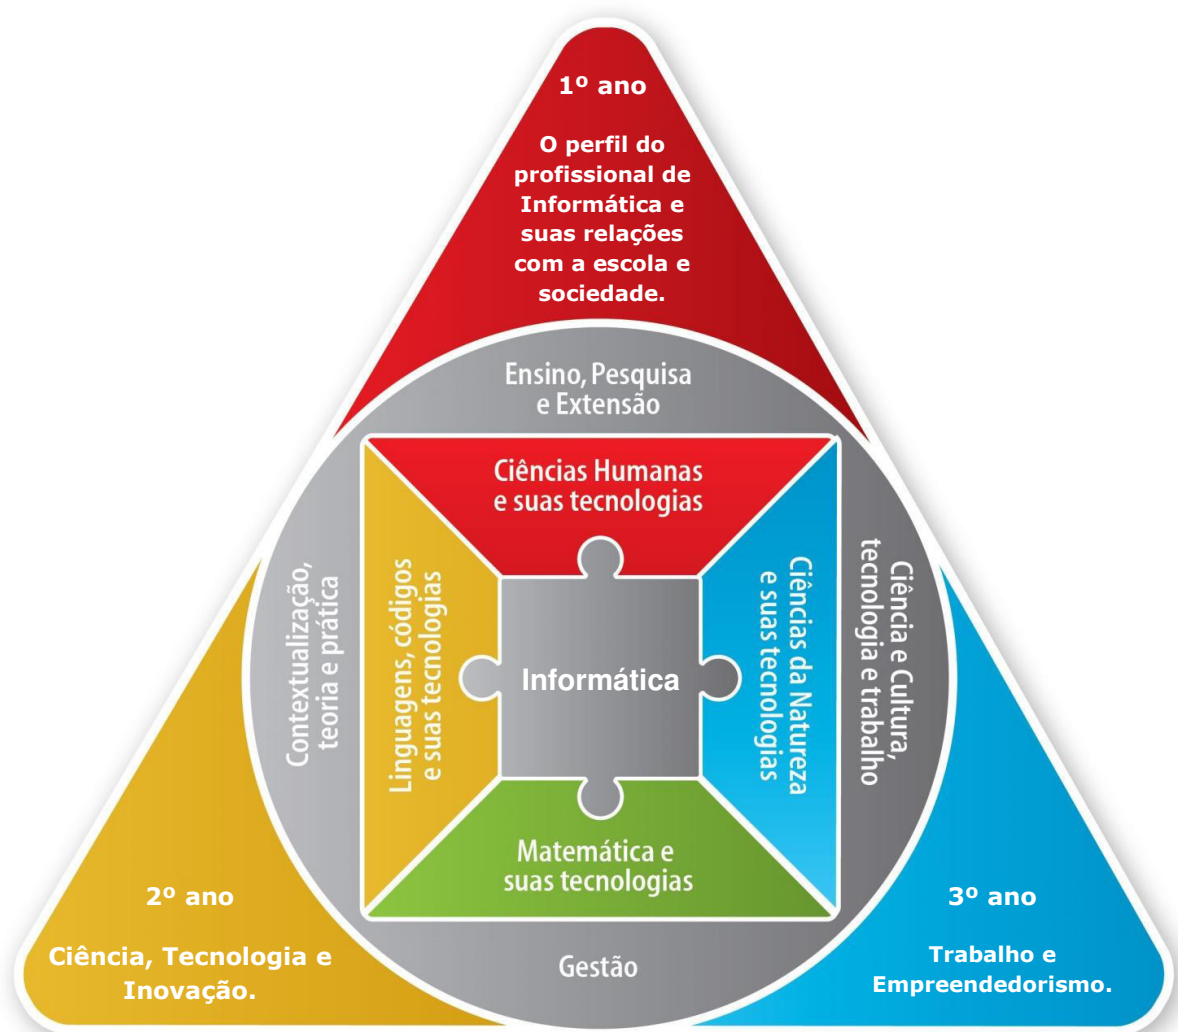 1º ano
O perfil do
profissional de
Informática e
suas relações
com a escola e
sociedade.
Ensino, Pesquisa
e Extensão
Ciências Humanas
e suas tecnologias
Contextualização,
teoria e prática
Linguagens, códigos
e suas tecnologias
Informática
Ciências da Natureza
e suas tecnologias
Ciência e Cultura,
tecnologia e trabalho
Matemática e
suas tecnologias
Gestão
2º ano
Ciência, Tecnologia e
Inovação.
3º ano
Trabalho e
Empreendedorismo.